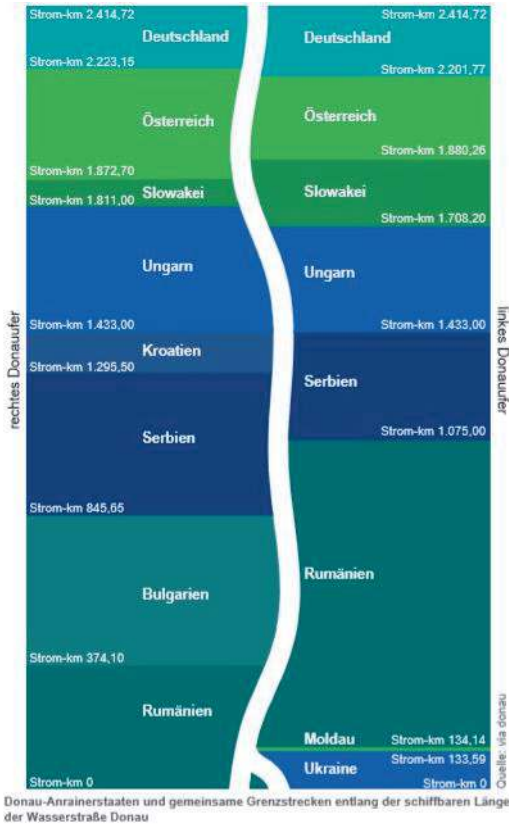 Strom-km 2.414,72
Deutschland
Strom-km 2.223,15
Österreich
Strom-km 1.872,70
Slowakei
Strom-km 1.811,00
Ungarn
Strom-km 1.433,00
Kroatien
Strom-km 1.295,50
Serbien
Strom-km 845,65
Bulgarien
Strom-km 374,10
Rumänien
Strom-km 0
rechtes Donauufer
Strom-km 2.414,72
Deutschland
Strom-km 2.201,77
Österreich
Strom-km 1.880,26
Slowakei
Strom-km 1.708,20
Ungarn
Strom-km 1.433,00
Serbien
Strom-km 1.075,00
Rumänien
Moldau
Strom-km 134,14
Strom-km 133,59
Ukraine
Strom-km 0
linkes Donauufer
Quelle: via donau
Donau-Anrainerstaaten und gemeinsame Grenzstrecken entlang der schiffbaren Länge
der Wasserstraße Donau